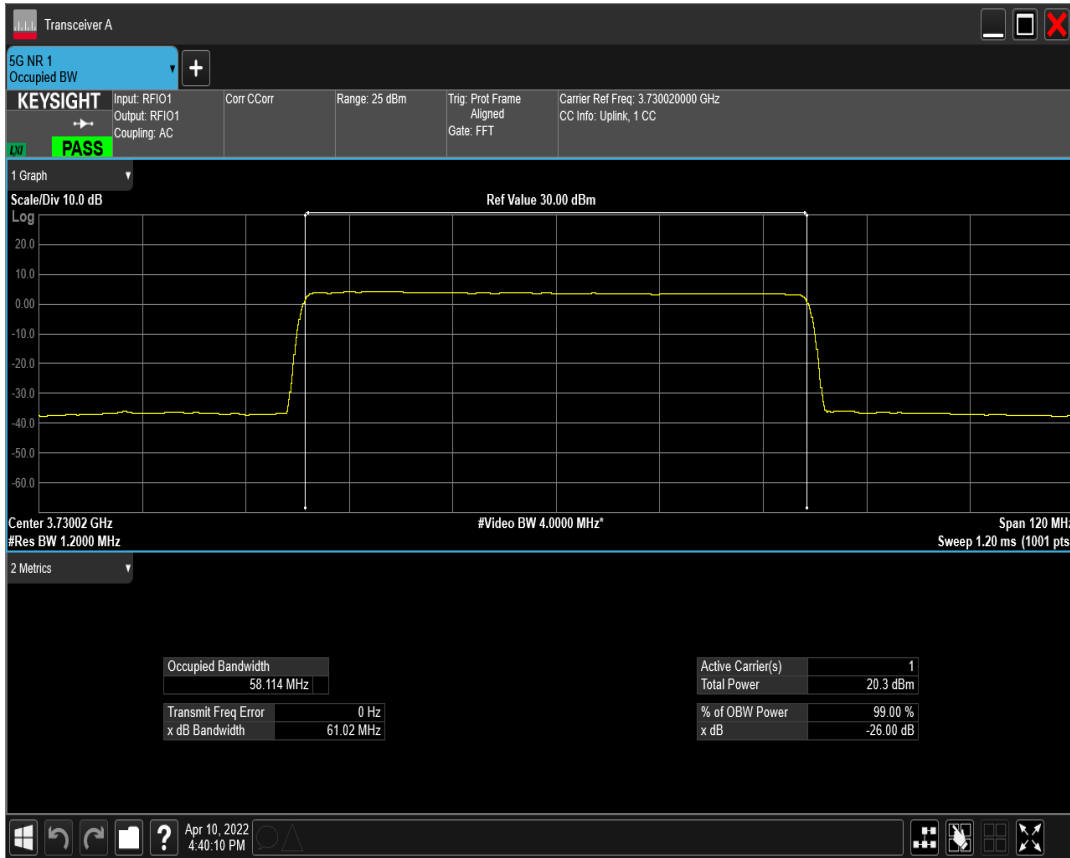 Transceiver A
5G NR 1
Occupied BW
+
KEYSIGHT
LXI
PASS
Input: RFIO1
Output: RFIO1
Coupling: AC
Corr CCorr
Range: 25 dBm
Trig: Prot Frame
Aligned
Gate: FFT
Carrier Ref Freq: 3.730020000 GHz
CC Info: Uplink, 1 CC
1 Graph
Scale/Div 10.0 dB
Ref Value 30.00 dBm
Log
20.0
10.0
0.00
-10.0
-20.0
-30.0
-40.0
-50.0
-60.0
Center 3.73002 GHz
#Video BW 4.0000 MHz*
Span 120 MHz
#Res BW 1.2000 MHz
Sweep 1.20 ms (1001 pts
2 Metrics
Occupied Bandwidth
58.114 MHz
Transmit Freq Error 0 Hz
x dB Bandwidth 61.02 MHz
Active Carrier(s) 1
Total Power 20.3 dBm
% of OBW Power 99.00 %
x dB -26.00 dB
?
Apr 10, 2022
4:40:10 PM